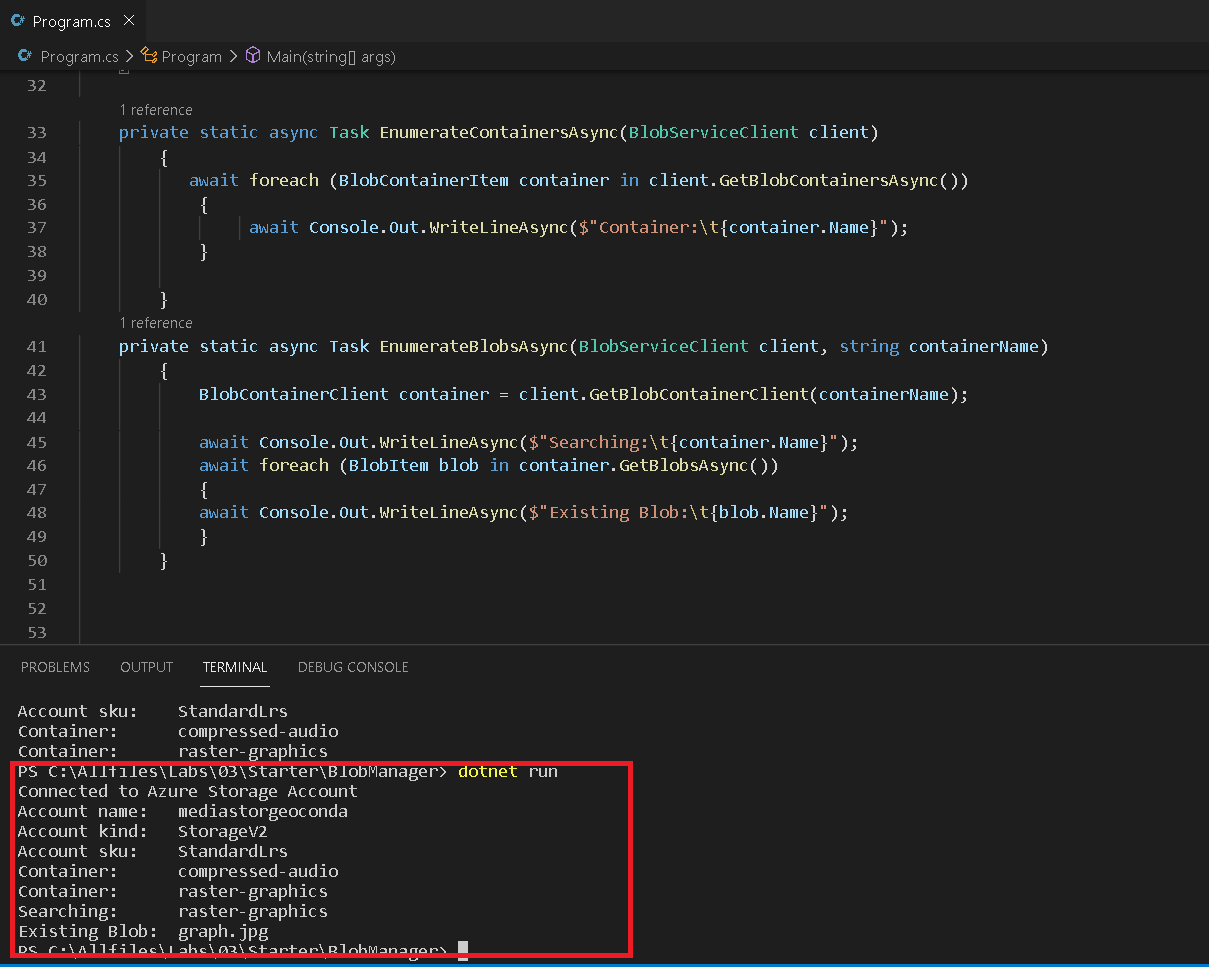 Program.cs
Program.cs > Program > Main(string[] args)
32
1 reference
33 private static async Task EnumerateContainersAsync(BlobServiceClient client)
34 {
35 await foreach (BlobContainerItem container in client.GetBlobContainersAsync())
36 {
37 await Console.Out.WriteLineAsync($"Container:\t{container.Name}");
38 }
39
40 }
1 reference
41 private static async Task EnumerateBlobsAsync(BlobServiceClient client, string containerName)
42 {
43 BlobContainerClient container = client.GetBlobContainerClient(containerName);
44
45 await Console.Out.WriteLineAsync($"Searching:\t{container.Name}");
46 await foreach (BlobItem blob in container.GetBlobsAsync())
47 {
48 await Console.Out.WriteLineAsync($"Existing Blob:\t{blob.Name}");
49 }
50 }
51
52
53
PROBLEMS OUTPUT TERMINAL DEBUG CONSOLE
Account sku: StandardLrs
Container: compressed-audio
Container: raster-graphics
PS C:\Allfiles\Labs\03\Starter\BlobManager> dotnet run
Connected to Azure Storage Account
Account name: mediastorgeoconda
Account kind: StorageV2
Account sku: StandardLrs
Container: compressed-audio
Container: raster-graphics
Searching: raster-graphics
Existing Blob: graph.jpg
PS C:\Allfiles\Labs\03\Starter\BlobManager>